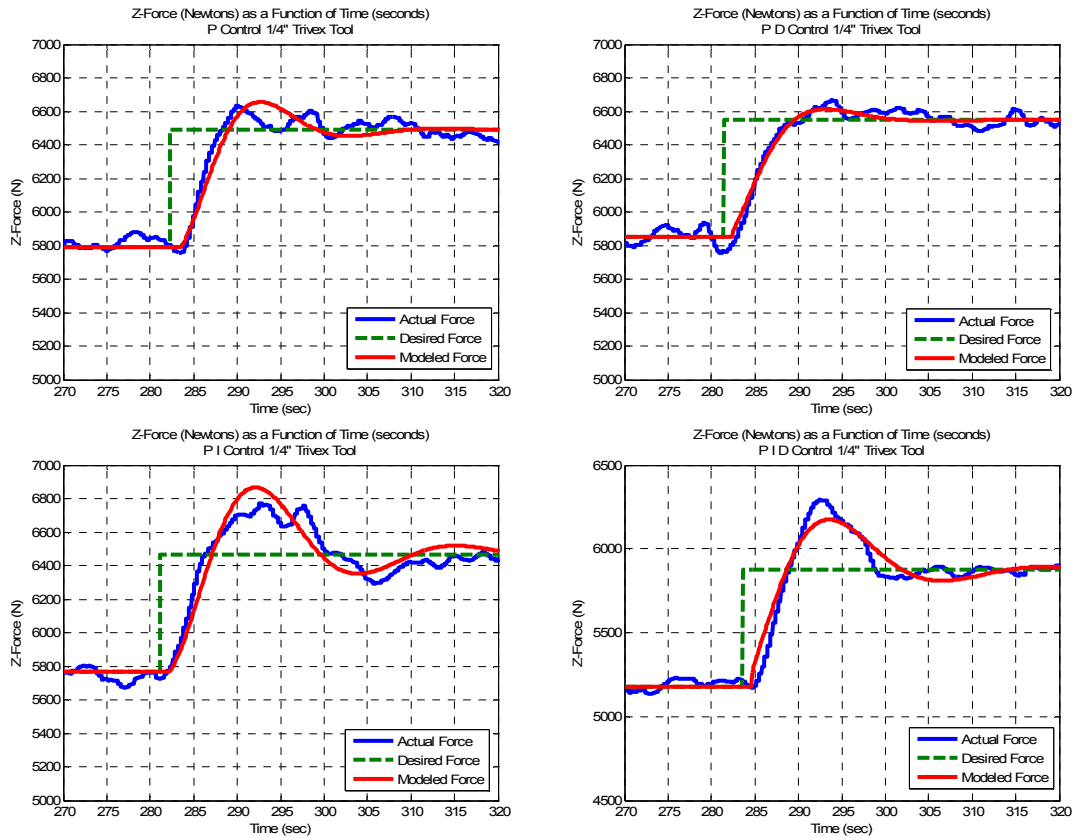 Z-Force (Newtons) as a Function of Time (seconds)
P Control 1/4" Trivex Tool
7000
6800
6600
6400
6200
6000
5800
5600
5400
5200
5000
Z-Force (N)
Actual Force
Desired Force
Modeled Force
270 275 280 285 290 295 300 305 310 315 320
Time (sec)
Z-Force (Newtons) as a Function of Time (seconds)
P D Control 1/4" Trivex Tool
7000
6800
6600
6400
6200
6000
5800
5600
5400
5200
5000
Z-Force (N)
Actual Force
Desired Force
Modeled Force
270 275 280 285 290 295 300 305 310 315 320
Time (sec)
Z-Force (Newtons) as a Function of Time (seconds)
P I Control 1/4" Trivex Tool
7000
6800
6600
6400
6200
6000
5800
5600
5400
5200
5000
Z-Force (N)
Actual Force
Desired Force
Modeled Force
270 275 280 285 290 295 300 305 310 315 320
Time (sec)
Z-Force (Newtons) as a Function of Time (seconds)
P I D Control 1/4" Trivex Tool
6500
6000
5500
5000
4500
Z-Force (N)
Actual Force
Desired Force
Modeled Force
270 275 280 285 290 295 300 305 310 315 320
Time (sec)